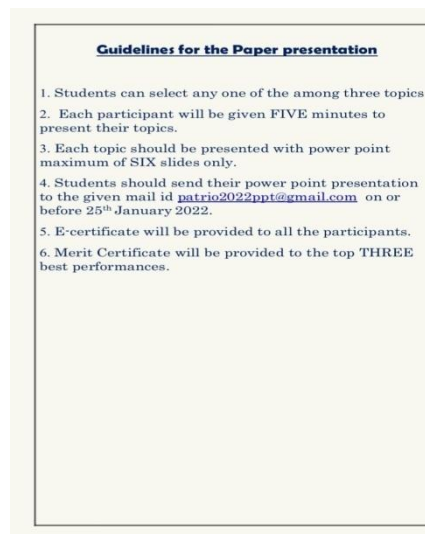 Guidelines for the Paper presentation
1. Students can select any one of the among three topics
2. Each participant will be given FIVE minutes to
present their topics.
3. Each topic should be presented with power point
maximum of SIX slides only.
4. Students should send their power point presentation
to the given mail id patrio2022ppt@gmail.com on or
before 25th January 2022.
5. E-certificate will be provided to all the participants.
6. Merit Certificate will be provided to the top THREE
best performances.